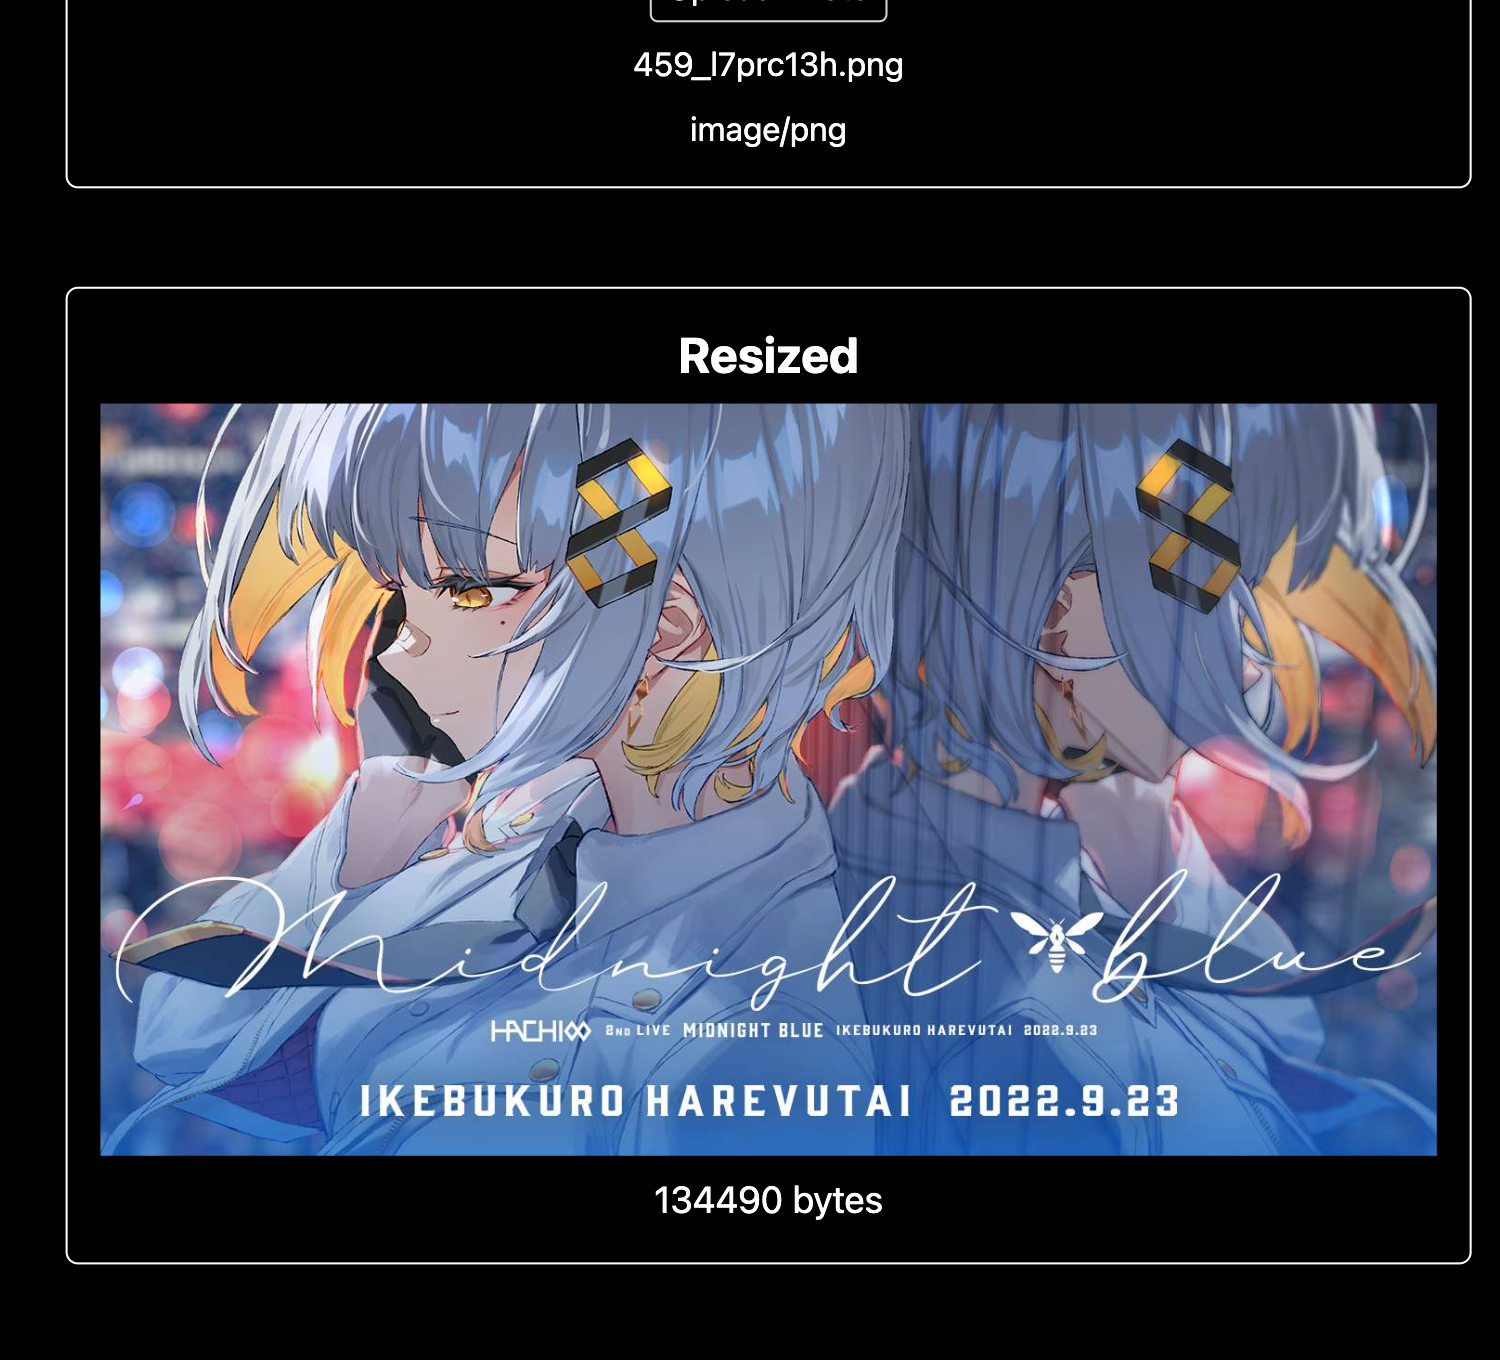 459_l7prc13h.png
image/png
Resized
Midnight blue
HACHI 2ND LIVE MIDNIGHT BLUE IKEBUKURO HAREVUTAI 2022.9.23
IKEBUKURO HAREVUTAI 2022.9.23
134490 bytes